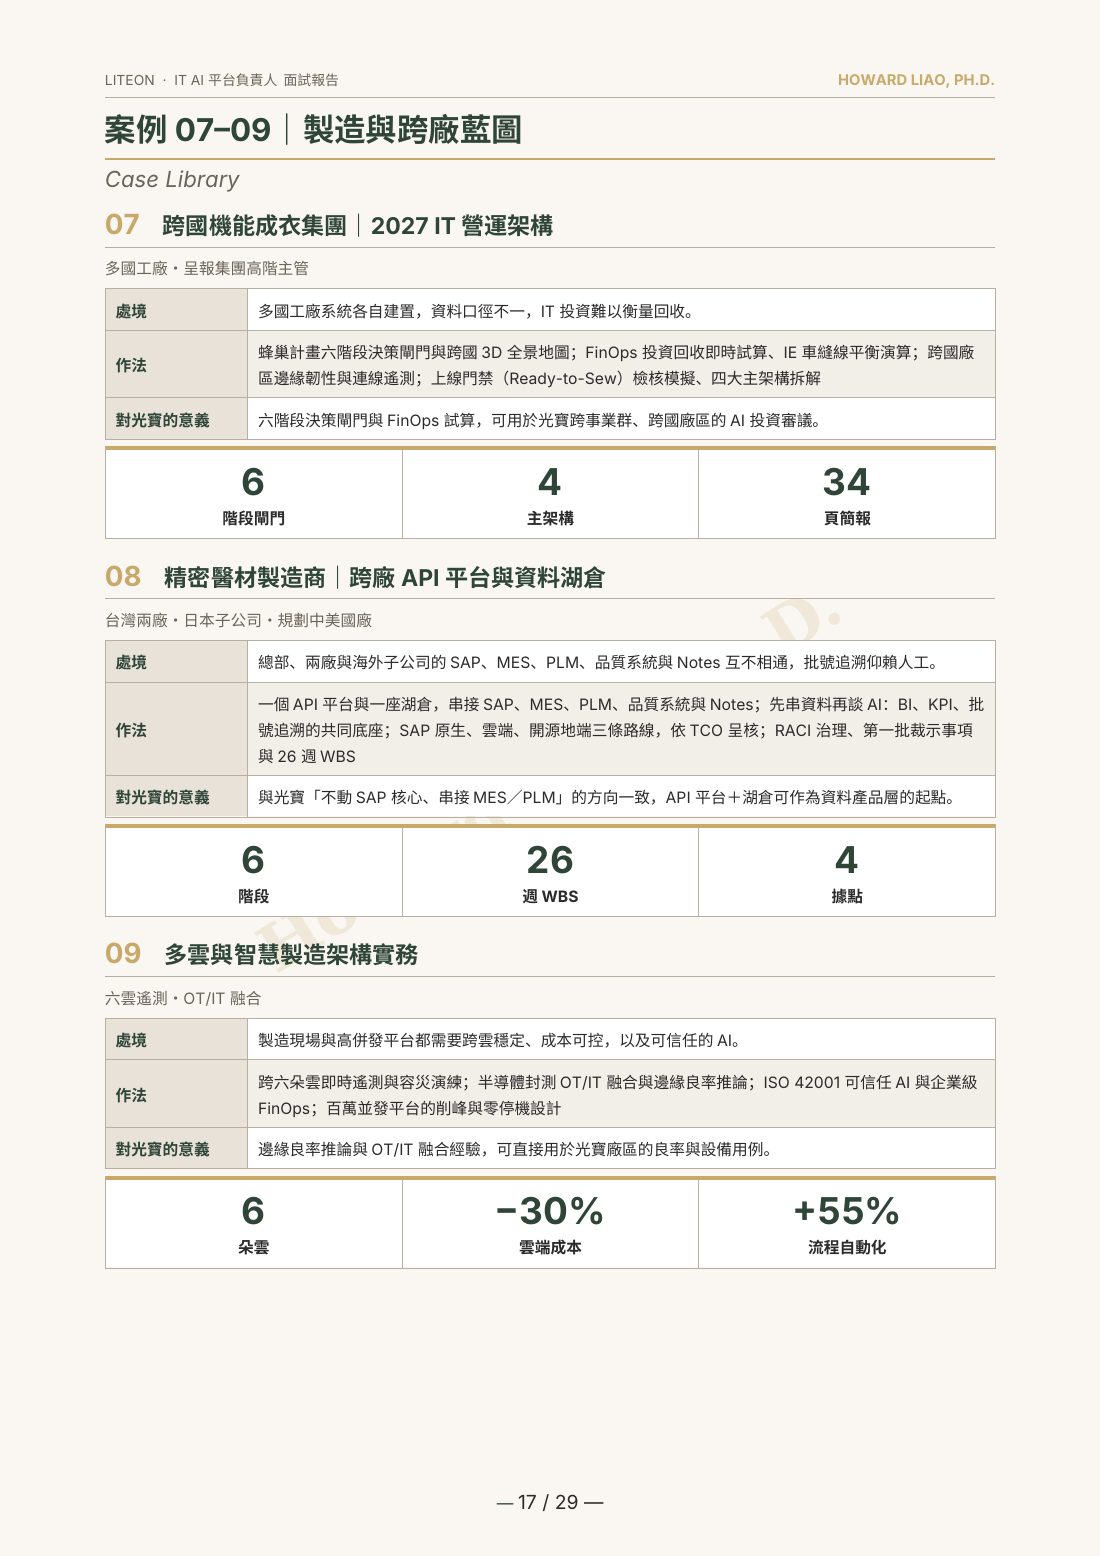 LITEON · IT AI 平台負責人 面試報告
HOWARD LIAO, PH.D.
案例 07–09｜製造與跨廠藍圖
Case Library
07 跨國機能成衣集團｜2027 IT 營運架構
多國工廠・呈報集團高階主管
處境
多國工廠系統各自建置，資料口徑不一，IT 投資難以衡量回收。
作法
蜂巢計畫六階段決策閘門與跨國 3D 全景地圖；FinOps 投資回收即時試算、IE 車縫線平衡演算；跨國廠
區邊緣韌性與連線遙測；上線門禁（Ready-to-Sew）檢核模擬、四大主架構拆解
對光寶的意義
六階段決策閘門與 FinOps 試算，可用於光寶跨事業群、跨國廠區的 AI 投資審議。
6
階段閘門
4
主架構
34
頁簡報
08 精密醫材製造商｜跨廠 API 平台與資料湖倉
台灣兩廠・日本子公司・規劃中美國廠
處境
總部、兩廠與海外子公司的 SAP、MES、PLM、品質系統與 Notes 互不相通，批號追溯仰賴人工。
作法
一個 API 平台與一座湖倉，串接 SAP、MES、PLM、品質系統與 Notes；先串資料再談 AI：BI、KPI、批
號追溯的共同底座；SAP 原生、雲端、開源地端三條路線，依 TCO 呈核；RACI 治理、第一批裁示事項
與 26 週 WBS
對光寶的意義
與光寶「不動 SAP 核心、串接 MES／PLM」的方向一致，API 平台＋湖倉可作為資料產品層的起點。
6
階段
26
週 WBS
4
據點
09 多雲與智慧製造架構實務
六雲遙測・OT/IT 融合
處境
製造現場與高併發平台都需要跨雲穩定、成本可控，以及可信任的 AI。
作法
跨六朵雲即時遙測與容災演練；半導體封測 OT/IT 融合與邊緣良率推論；ISO 42001 可信任 AI 與企業級
FinOps；百萬並發平台的削峰與零停機設計
對光寶的意義
邊緣良率推論與 OT/IT 融合經驗，可直接用於光寶廠區的良率與設備用例。
6
朵雲
−30%
雲端成本
+55%
流程自動化
— 17 / 29 —